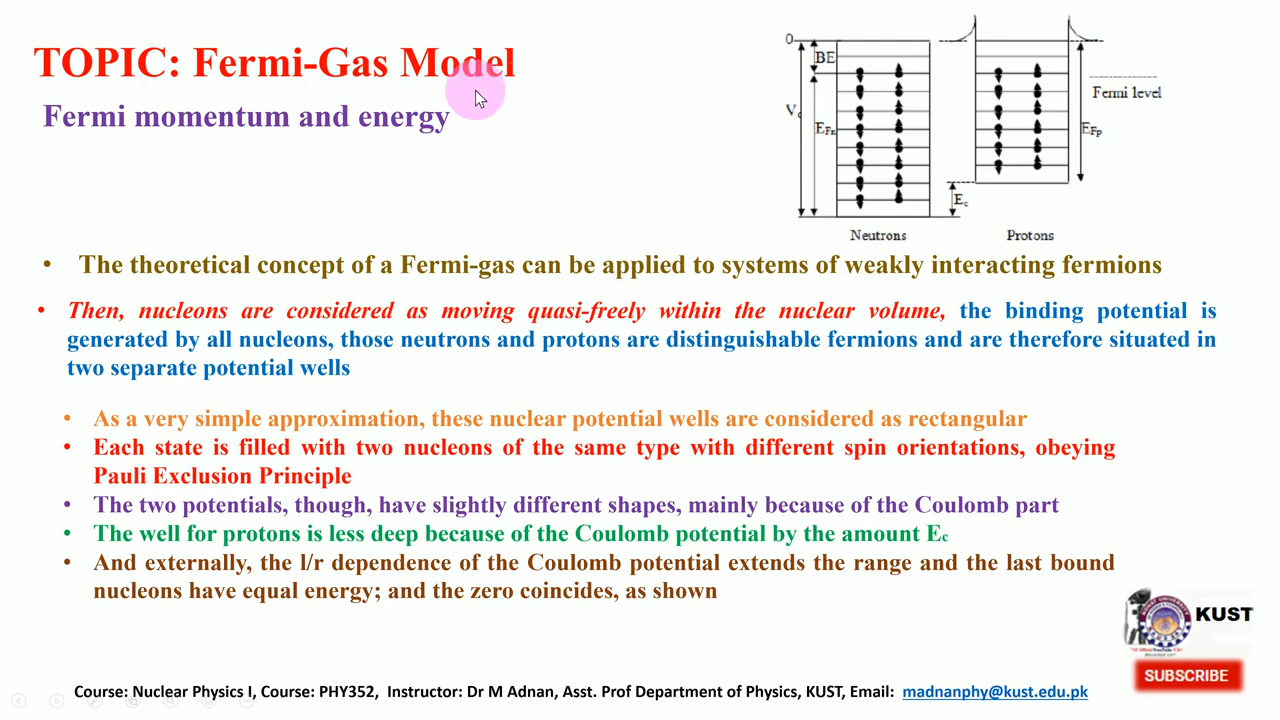 TOPIC: Fermi-Gas Model
Fermi momentum and energy
0
BE
V
E_Fn
Fermi level
E_Fp
E_c
Neutrons
Protons
• The theoretical concept of a Fermi-gas can be applied to systems of weakly interacting fermions
• Then, nucleons are considered as moving quasi-freely within the nuclear volume, the binding potential is
generated by all nucleons, those neutrons and protons are distinguishable fermions and are therefore situated in
two separate potential wells
• As a very simple approximation, these nuclear potential wells are considered as rectangular
• Each state is filled with two nucleons of the same type with different spin orientations, obeying
Pauli Exclusion Principle
• The two potentials, though, have slightly different shapes, mainly because of the Coulomb part
• The well for protons is less deep because of the Coulomb potential by the amount Ec
• And externally, the l/r dependence of the Coulomb potential extends the range and the last bound
nucleons have equal energy; and the zero coincides, as shown
KUST
SUBSCRIBE
Course: Nuclear Physics I, Course: PHY352, Instructor: Dr M Adnan, Asst. Prof Department of Physics, KUST, Email: madnanphy@kust.edu.pk